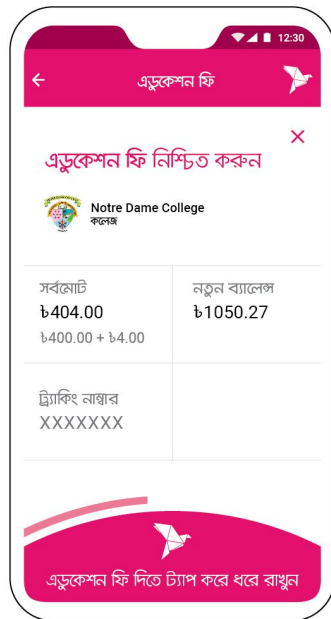 12:30
এডুকেশন ফি
এডুকেশন ফি নিশ্চিত করুন
Notre Dame College
কলেজ
সর্বমোট
৳404.00
৳400.00 + ৳4.00
নতুন ব্যালেন্স
৳1050.27
ট্র্যাকিং নাম্বার
XXXXXXX
এডুকেশন ফি দিতে ট্যাপ করে ধরে রাখুন